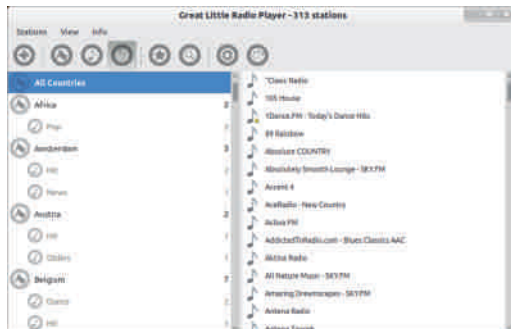 Great Little Radio Player - 313 stations
Stations View Info
All Countries
Africa 2
Pop
Amsterdam 3
Hit
News
Austria 2
Hit
Oldies
Belgium 7
Dance
Hit
"Class Radio
105 House
1Dance.FM - Today's Dance Hits
89 Rainbow
Absolute COUNTRY
Absolutely Smooth Lounge - SKY.FM
Accent 4
AceRadio - New Country
Activa FM
AddictedToRadio.com - Blues Classics AAC
Aktina Radio
All Nature Music - SKY.FM
Amazing Dreamscapes - SKY.FM
Antena Radio